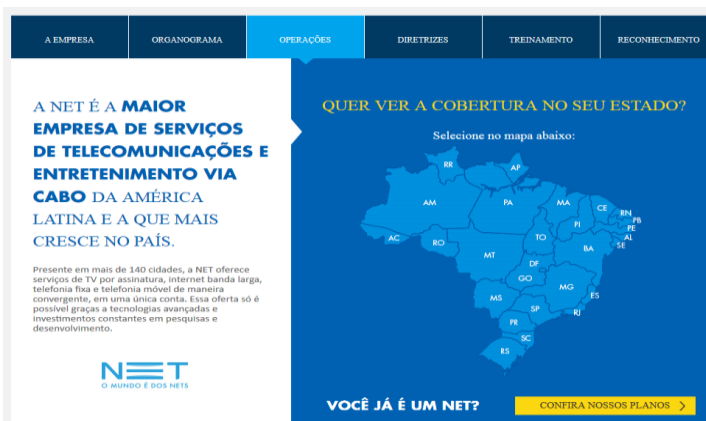 A EMPRESA
ORGANOGRAMA
OPERAÇÕES
DIRETRIZES
TREINAMENTO
RECONHECIMENTO
A NET É A MAIOR
EMPRESA DE SERVIÇOS
DE TELECOMUNICAÇÕES E
ENTRETENIMENTO VIA
CABO DA AMÉRICA
LATINA E A QUE MAIS
CRESCE NO PAÍS.
Presente em mais de 140 cidades, a NET oferece
serviços de TV por assinatura, internet banda larga,
telefonia fixa e telefonia móvel de maneira
convergente, em uma única conta. Essa oferta só é
possível graças a tecnologias avançadas e
investimentos constantes em pesquisas e
desenvolvimento.
NET
O MUNDO É DOS NETS
QUER VER A COBERTURA NO SEU ESTADO?
Selecione no mapa abaixo:
RR
AP
AM
PA
MA
CE
RN
PB
PE
AL
SE
PI
AC
RO
TO
BA
MT
DF
GO
MG
ES
MS
SP
RJ
PR
SC
RS
VOCÊ JÁ É UM NET?
CONFIRA NOSSOS PLANOS